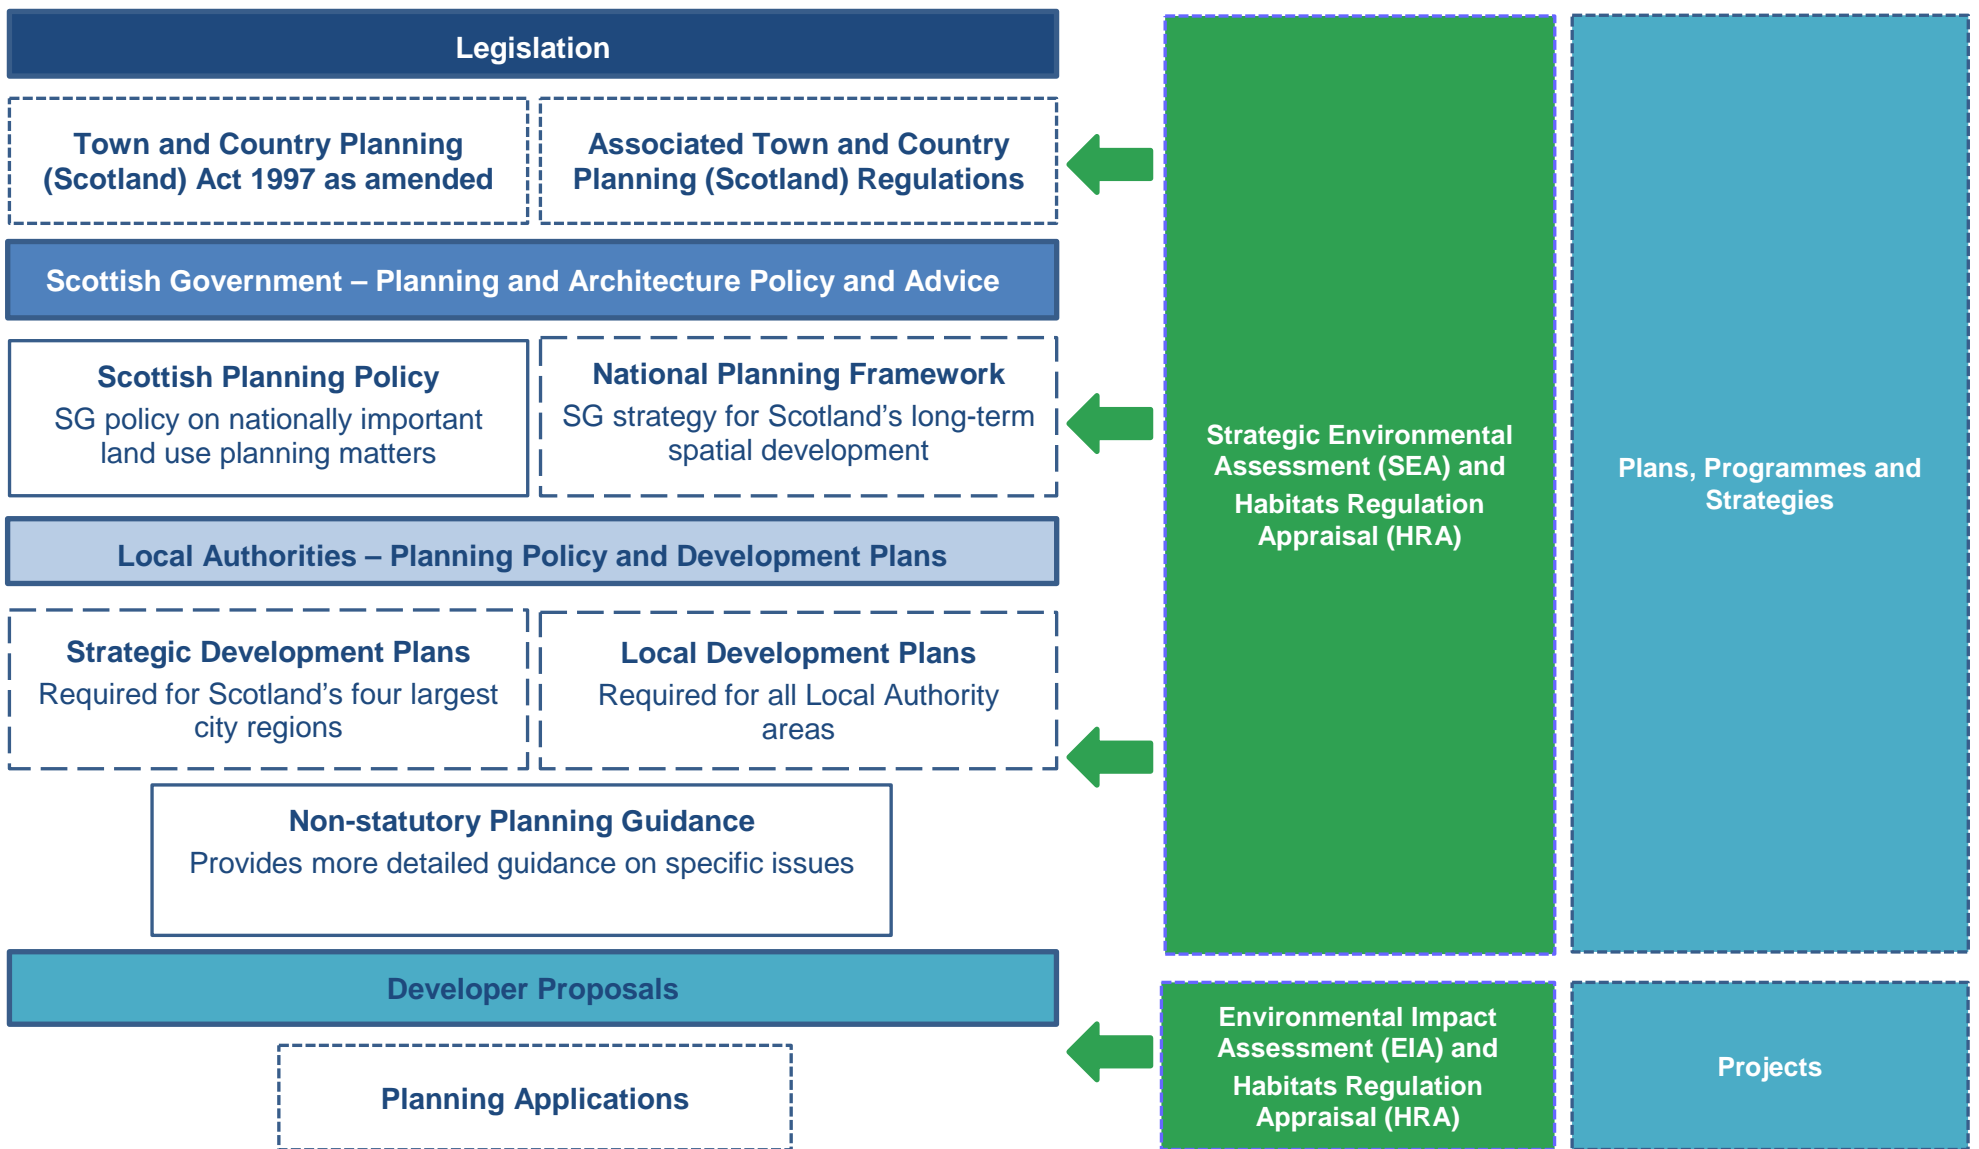 Legislation
Town and Country Planning
(Scotland) Act 1997 as amended
Associated Town and Country
Planning (Scotland) Regulations
Scottish Government – Planning and Architecture Policy and Advice
Scottish Planning Policy
SG policy on nationally important
land use planning matters
National Planning Framework
SG strategy for Scotland’s long-term
spatial development
Local Authorities – Planning Policy and Development Plans
Strategic Development Plans
Required for Scotland’s four largest
city regions
Local Development Plans
Required for all Local Authority
areas
Non-statutory Planning Guidance
Provides more detailed guidance on specific issues
Developer Proposals
Planning Applications
Strategic Environmental
Assessment (SEA) and
Habitats Regulation
Appraisal (HRA)
Plans, Programmes and
Strategies
Environmental Impact
Assessment (EIA) and
Habitats Regulation
Appraisal (HRA)
Projects